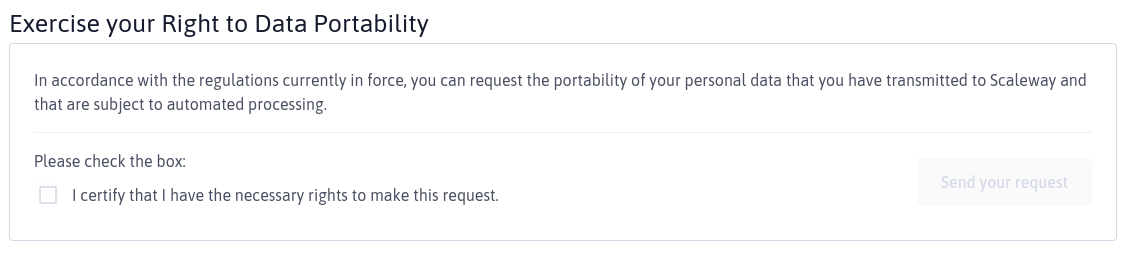 Exercise your Right to Data Portability
In accordance with the regulations currently in force, you can request the portability of your personal data that you have transmitted to Scaleway and
that are subject to automated processing.
Please check the box:
I certify that I have the necessary rights to make this request.
Send your request